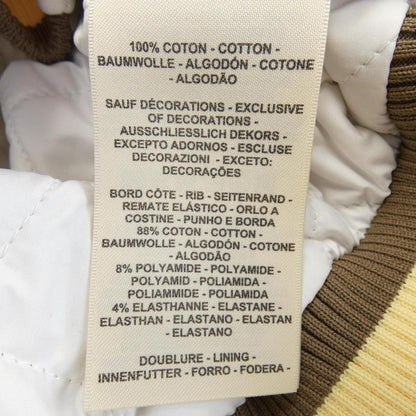 100% COTON - COTTON -
BAUMWOLLE - ALGODÓN - COTONE
- ALGODÃO
SAUF DÉCORATIONS - EXCLUSIVE
OF DECORATIONS -
AUSSCHLIESSLICH DEKORS -
EXCEPTO ADORNOS - ESCLUSE
DECORAZIONI - EXCETO:
DECORAÇÕES
BORD CÔTE - RIB - SEITENRAND -
REMATE ELÁSTICO - ORLO A
COSTINE - PUNHO E BORDA
88% COTON - COTTON -
BAUMWOLLE - ALGODÓN - COTONE
- ALGODÃO
8% POLYAMIDE - POLYAMIDE -
POLYAMID - POLIAMIDA -
POLIAMMIDE - POLIAMIDA
4% ELASTHANNE - ELASTANE -
ELASTHAN - ELASTANO - ELASTAN
- ELASTANO
DOUBLURE - LINING -
INNENFUTTER - FORRO - FODERA -